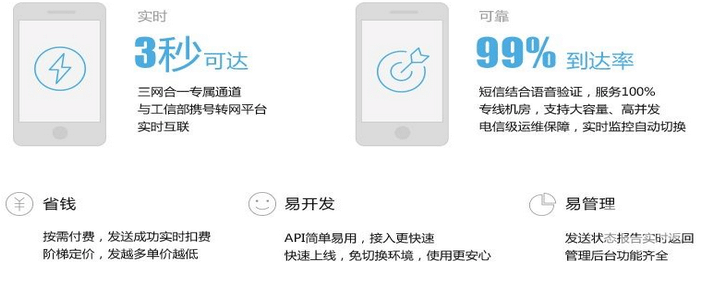 实时
3秒可达
三网合一专属通道
与工信部携号转网平台
实时互联
可靠
99% 到达率
短信结合语音验证，服务100%
专线机房，支持大容量、高并发
电信级运维保障，实时监控自动切换
¥ 省钱
按需付费，发送成功实时扣费
阶梯定价，发越多单价越低
易开发
API简单易用，接入更快速
快速上线，免切换环境，使用更安心
易管理
发送状态报告实时返回
管理后台功能齐全